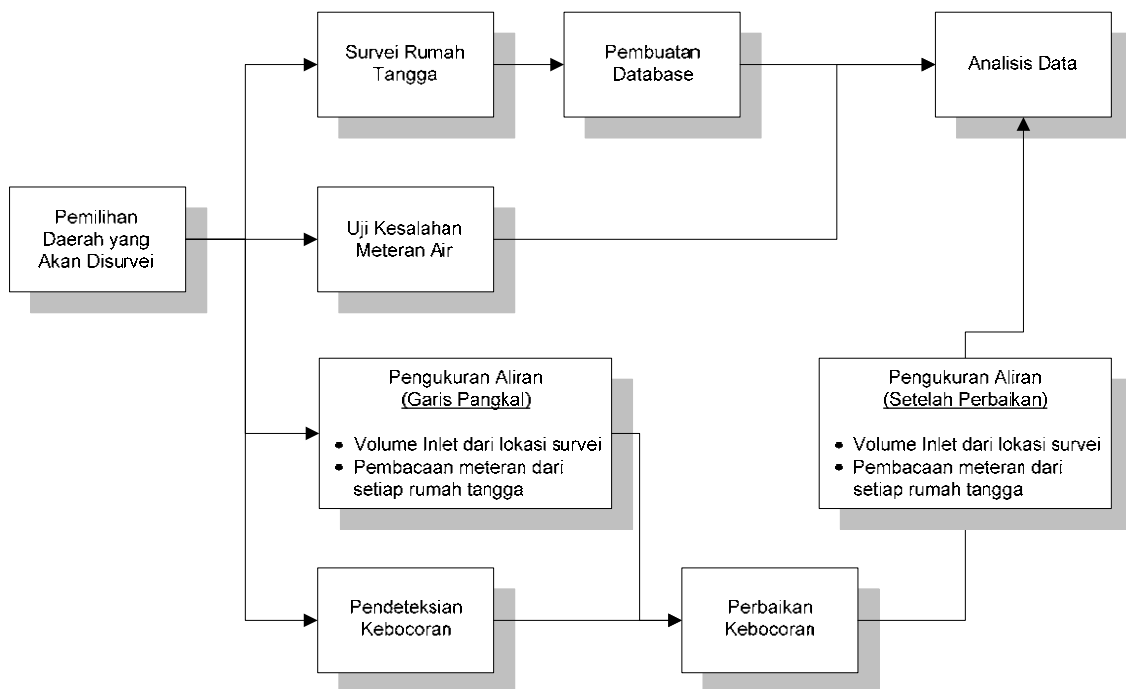 Survei Rumah
Tangga
Pembuatan
Database
Analisis Data
Pemilihan
Daerah yang
Akan Disurvei
Uji Kesalahan
Meteran Air
Pengukuran Aliran
(Garis Pangkal)
• Volume Inlet dari lokasi survei
• Pembacaan meteran dari
setiap rumah tangga
Pengukuran Aliran
(Setelah Perbaikan)
• Volume Inlet dari lokasi survei
• Pembacaan meteran dari
setiap rumah tangga
Pendeteksian
Kebocoran
Perbaikan
Kebocoran